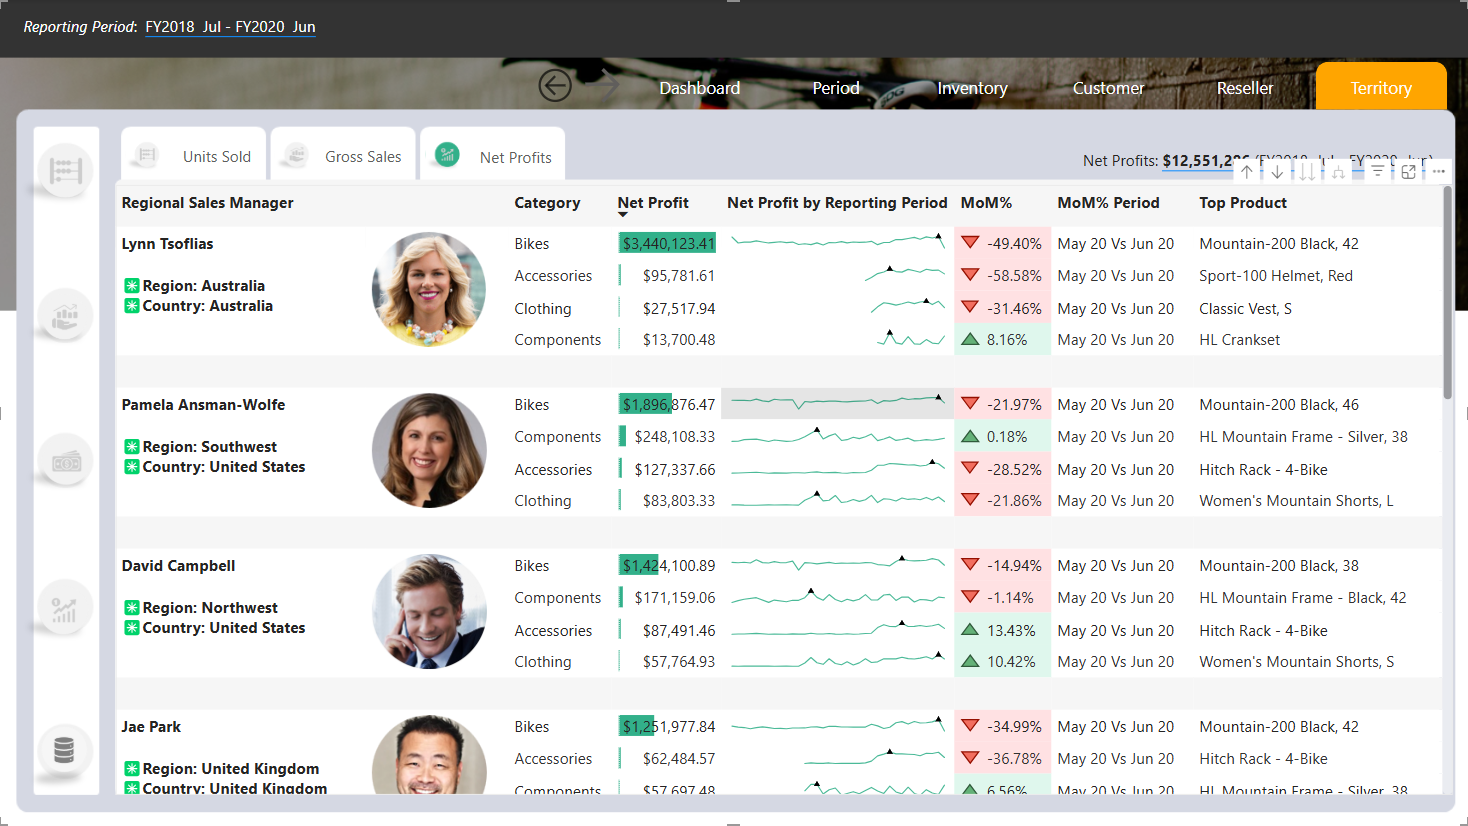 Reporting Period: FY2018 Jul - FY2020 Jun
Dashboard Period Inventory Customer Reseller Territory
Units Sold Gross Sales Net Profits
Net Profits: $12,551,286 (FY2018 Jul - FY2020 Jun)
Regional Sales Manager Category Net Profit Net Profit by Reporting Period MoM% MoM% Period Top Product
Lynn Tsoflias Bikes $3,440,123.41 -49.40% May 20 Vs Jun 20 Mountain-200 Black, 42
Accessories $95,781.61 -58.58% May 20 Vs Jun 20 Sport-100 Helmet, Red
Region: Australia
Country: Australia
Clothing $27,517.94 -31.46% May 20 Vs Jun 20 Classic Vest, S
Components $13,700.48 8.16% May 20 Vs Jun 20 HL Crankset
Pamela Ansman-Wolfe Bikes $1,896,876.47 -21.97% May 20 Vs Jun 20 Mountain-200 Black, 46
Components $248,108.33 0.18% May 20 Vs Jun 20 HL Mountain Frame - Silver, 38
Region: Southwest
Country: United States
Accessories $127,337.66 -28.52% May 20 Vs Jun 20 Hitch Rack - 4-Bike
Clothing $83,803.33 -21.86% May 20 Vs Jun 20 Women's Mountain Shorts, L
David Campbell Bikes $1,424,100.89 -14.94% May 20 Vs Jun 20 Mountain-200 Black, 38
Components $171,159.06 -1.14% May 20 Vs Jun 20 HL Mountain Frame - Black, 42
Region: Northwest
Country: United States
Accessories $87,491.46 13.43% May 20 Vs Jun 20 Hitch Rack - 4-Bike
Clothing $57,764.93 10.42% May 20 Vs Jun 20 Women's Mountain Shorts, S
Jae Park Bikes $1,251,977.84 -34.99% May 20 Vs Jun 20 Mountain-200 Black, 42
Accessories $62,484.57 -36.78% May 20 Vs Jun 20 Hitch Rack - 4-Bike
Region: United Kingdom
Country: United Kingdom
Components $57,697.48 6.56% May 20 Vs Jun 20 HL Mountain Frame - Silver, 38